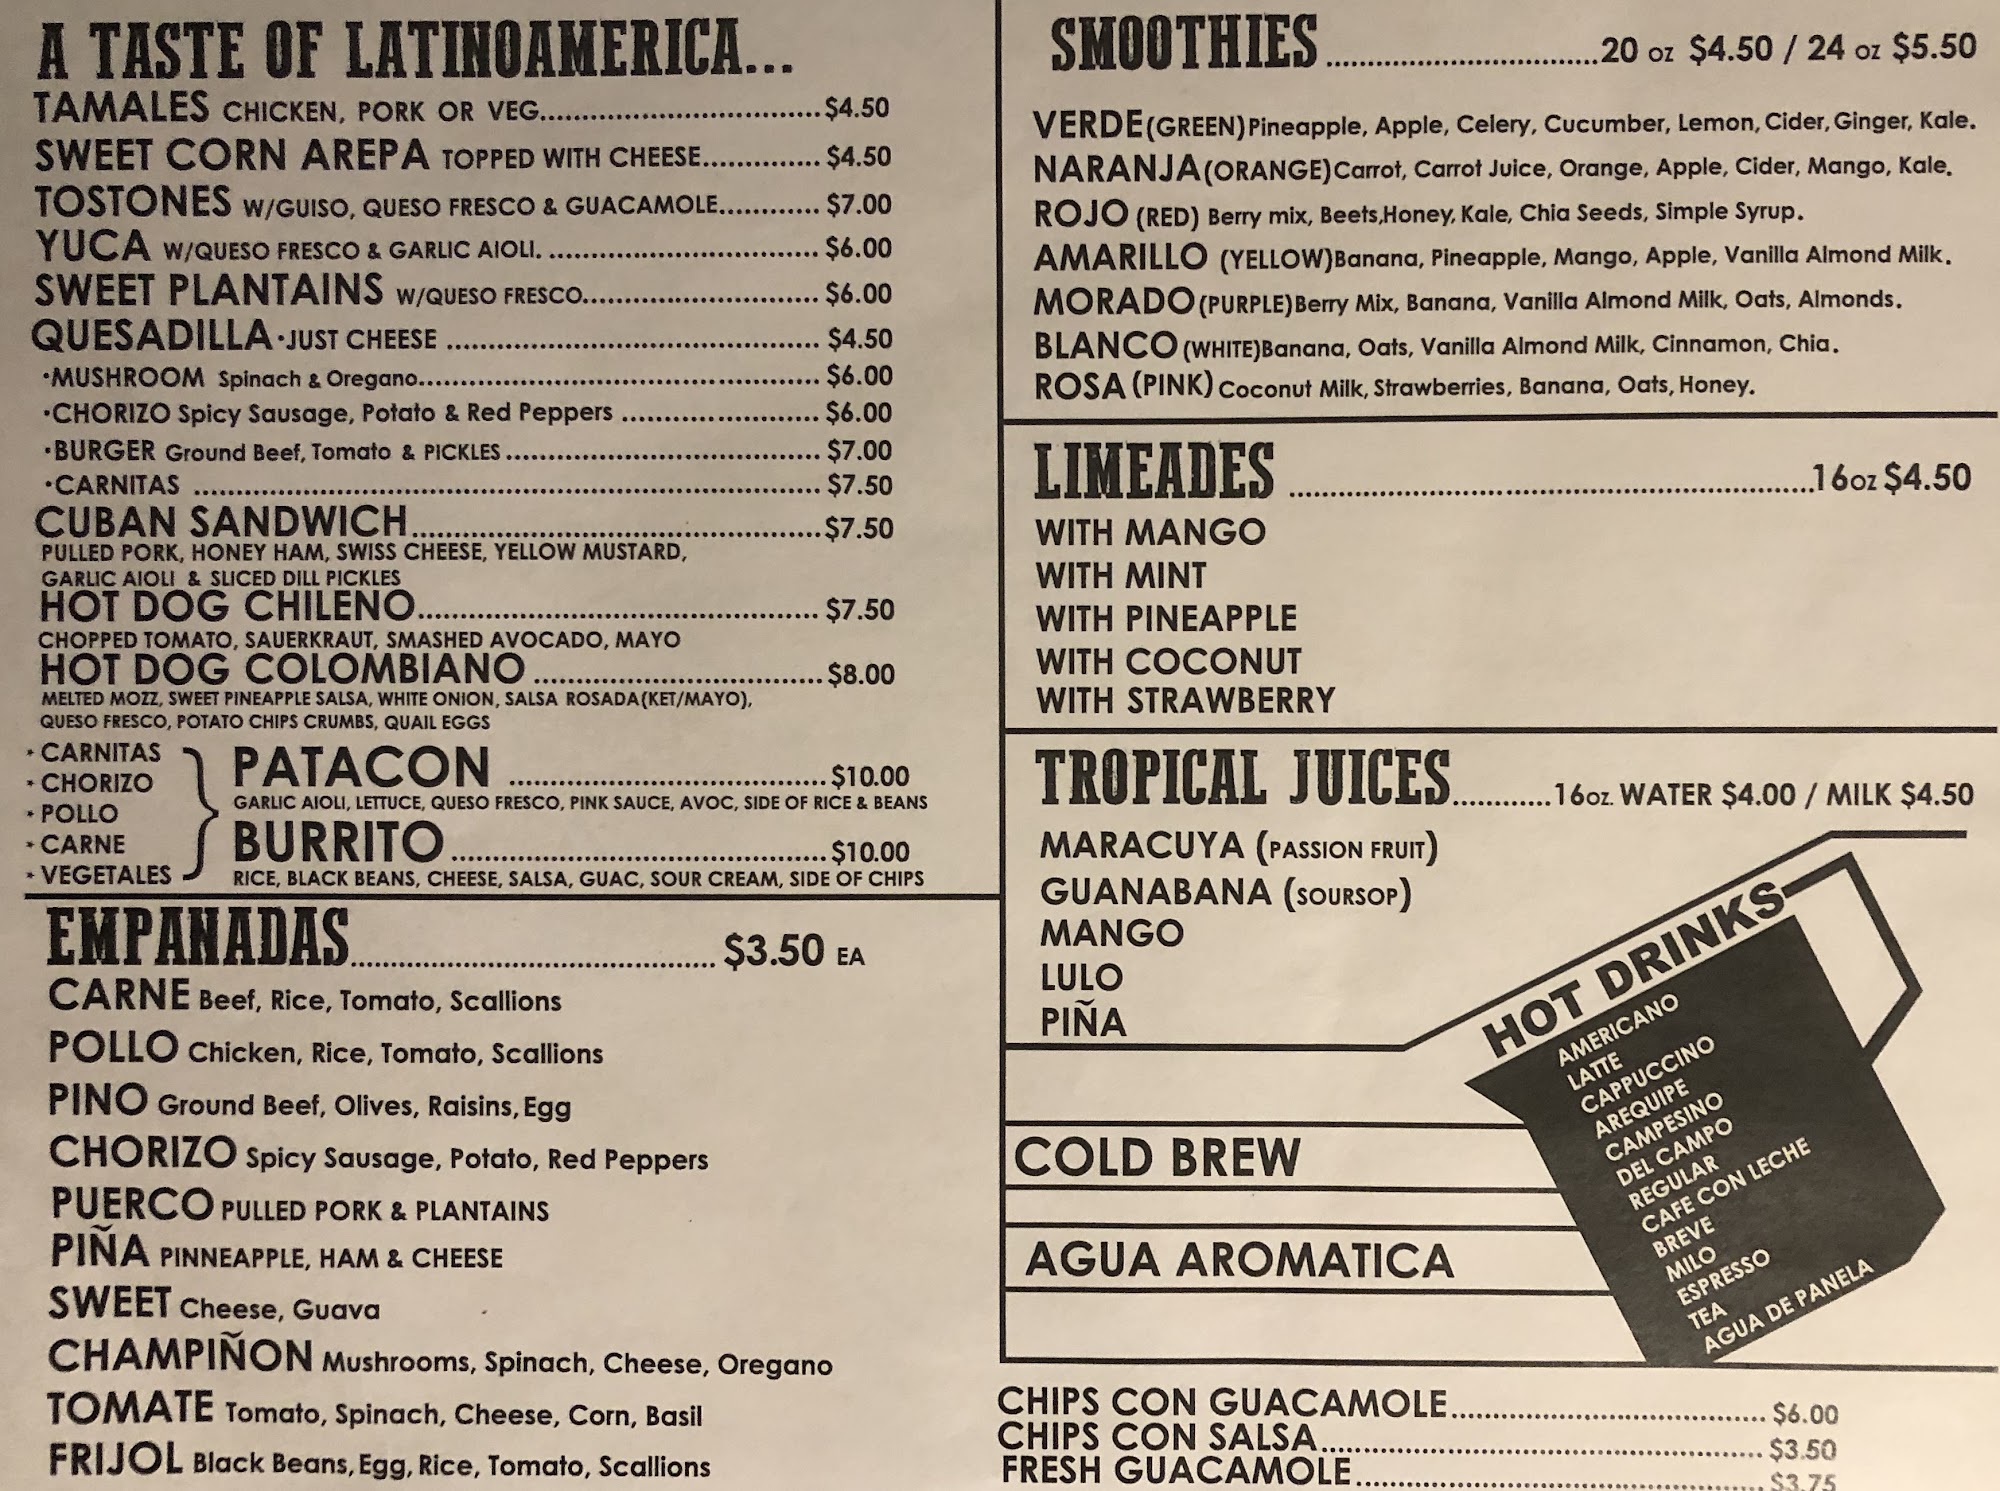 A TASTE OF LATINOAMERICA...
TAMALES CHICKEN, PORK OR VEG..................................$4.50
SWEET CORN AREPA TOPPED WITH CHEESE.............. $4.50
TOSTONES W/GUISO, QUESO FRESCO & GUACAMOLE............ $7.00
YUCA W/QUESO FRESCO & GARLIC AIOLI. ................................. $6.00
SWEET PLANTAINS W/QUESO FRESCO............................. $6.00
QUESADILLA •JUST CHEESE ............................................. $4.50
•MUSHROOM Spinach & Oregano................................................. $6.00
•CHORIZO Spicy Sausage, Potato & Red Peppers ........................ $6.00
•BURGER Ground Beef, Tomato & PICKLES ...................................... $7.00
•CARNITAS ............................................................................ $7.50
CUBAN SANDWICH..................................................$7.50
PULLED PORK, HONEY HAM, SWISS CHEESE, YELLOW MUSTARD,
GARLIC AIOLI & SLICED DILL PICKLES
HOT DOG CHILENO................................................. $7.50
CHOPPED TOMATO, SAUERKRAUT, SMASHED AVOCADO, MAYO
HOT DOG COLOMBIANO ................................... $8.00
MELTED MOZZ, SWEET PINEAPPLE SALSA, WHITE ONION, SALSA ROSADA(KET/MAYO),
QUESO FRESCO, POTATO CHIPS CRUMBS, QUAIL EGGS
* CARNITAS
* CHORIZO
* POLLO
* CARNE
* VEGETALES
PATACON ......................................$10.00
GARLIC AIOLI, LETTUCE, QUESO FRESCO, PINK SAUCE, AVOC, SIDE OF RICE & BEANS
BURRITO ............................................. $10.00
RICE, BLACK BEANS, CHEESE, SALSA, GUAC, SOUR CREAM, SIDE OF CHIPS
EMPANADAS............................................ $3.50 EA
CARNE Beef, Rice, Tomato, Scallions
POLLO Chicken, Rice, Tomato, Scallions
PINO Ground Beef, Olives, Raisins, Egg
CHORIZO Spicy Sausage, Potato, Red Peppers
PUERCO PULLED PORK & PLANTAINS
PIÑA PINNEAPPLE, HAM & CHEESE
SWEET Cheese, Guava
CHAMPIÑON Mushrooms, Spinach, Cheese, Oregano
TOMATE Tomato, Spinach, Cheese, Corn, Basil
FRIJOL Black Beans, Egg, Rice, Tomato, Scallions
SMOOTHIES ................................20 oz $4.50 / 24 oz $5.50
VERDE(GREEN)Pineapple, Apple, Celery, Cucumber, Lemon, Cider, Ginger, Kale.
NARANJA(ORANGE)Carrot, Carrot Juice, Orange, Apple, Cider, Mango, Kale.
ROJO (RED) Berry mix, Beets,Honey, Kale, Chia Seeds, Simple Syrup.
AMARILLO (YELLOW)Banana, Pineapple, Mango, Apple, Vanilla Almond Milk.
MORADO(PURPLE)Berry Mix, Banana, Vanilla Almond Milk, Oats, Almonds.
BLANCO(WHITE)Banana, Oats, Vanilla Almond Milk, Cinnamon, Chia.
ROSA (PINK) Coconut Milk, Strawberries, Banana, Oats, Honey.
LIMEADES ...............................................................16oz $4.50
WITH MANGO
WITH MINT
WITH PINEAPPLE
WITH COCONUT
WITH STRAWBERRY
TROPICAL JUICES............16oz. WATER $4.00 / MILK $4.50
MARACUYA (PASSION FRUIT)
GUANABANA (SOURSOP)
MANGO
LULO
PIÑA
HOT DRINKS
AMERICANO
LATTE
CAPPUCCINO
AREQUIPE
CAMPESINO
DEL CAMPO
REGULAR
CAFE CON LECHE
BREVE
MILO
ESPRESSO
TEA
AGUA DE PANELA
COLD BREW
AGUA AROMATICA
CHIPS CON GUACAMOLE...................................... $6.00
CHIPS CON SALSA..................................................... $3.50
FRESH GUACAMOLE.................................................. $3.75